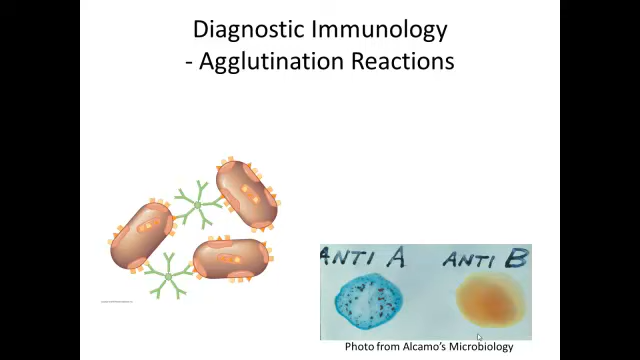 Diagnostic Immunology
- Agglutination Reactions
ANTI A
ANTI B
Photo from Alcamo's Microbiology